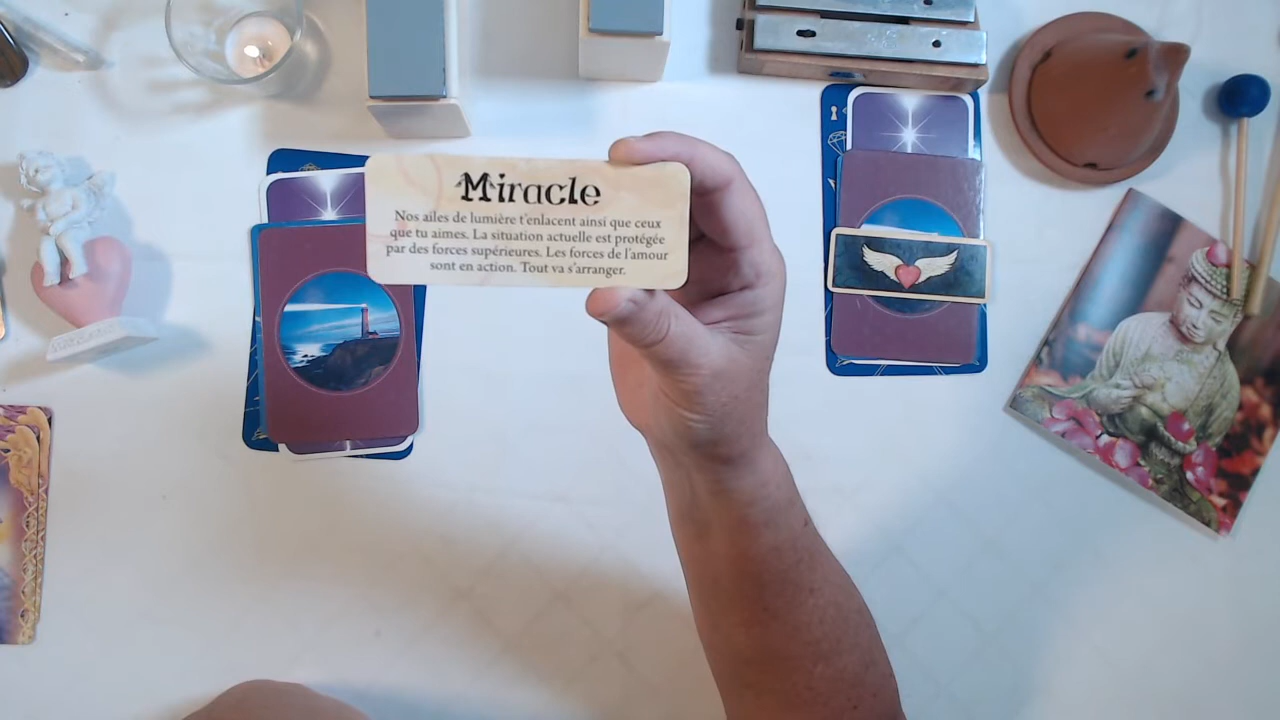 Miracle
Nos ailes de lumière t'enlacent ainsi que ceux
que tu aimes. La situation actuelle est protégée
par des forces supérieures. Les forces de l'amour
sont en action. Tout va s'arranger.